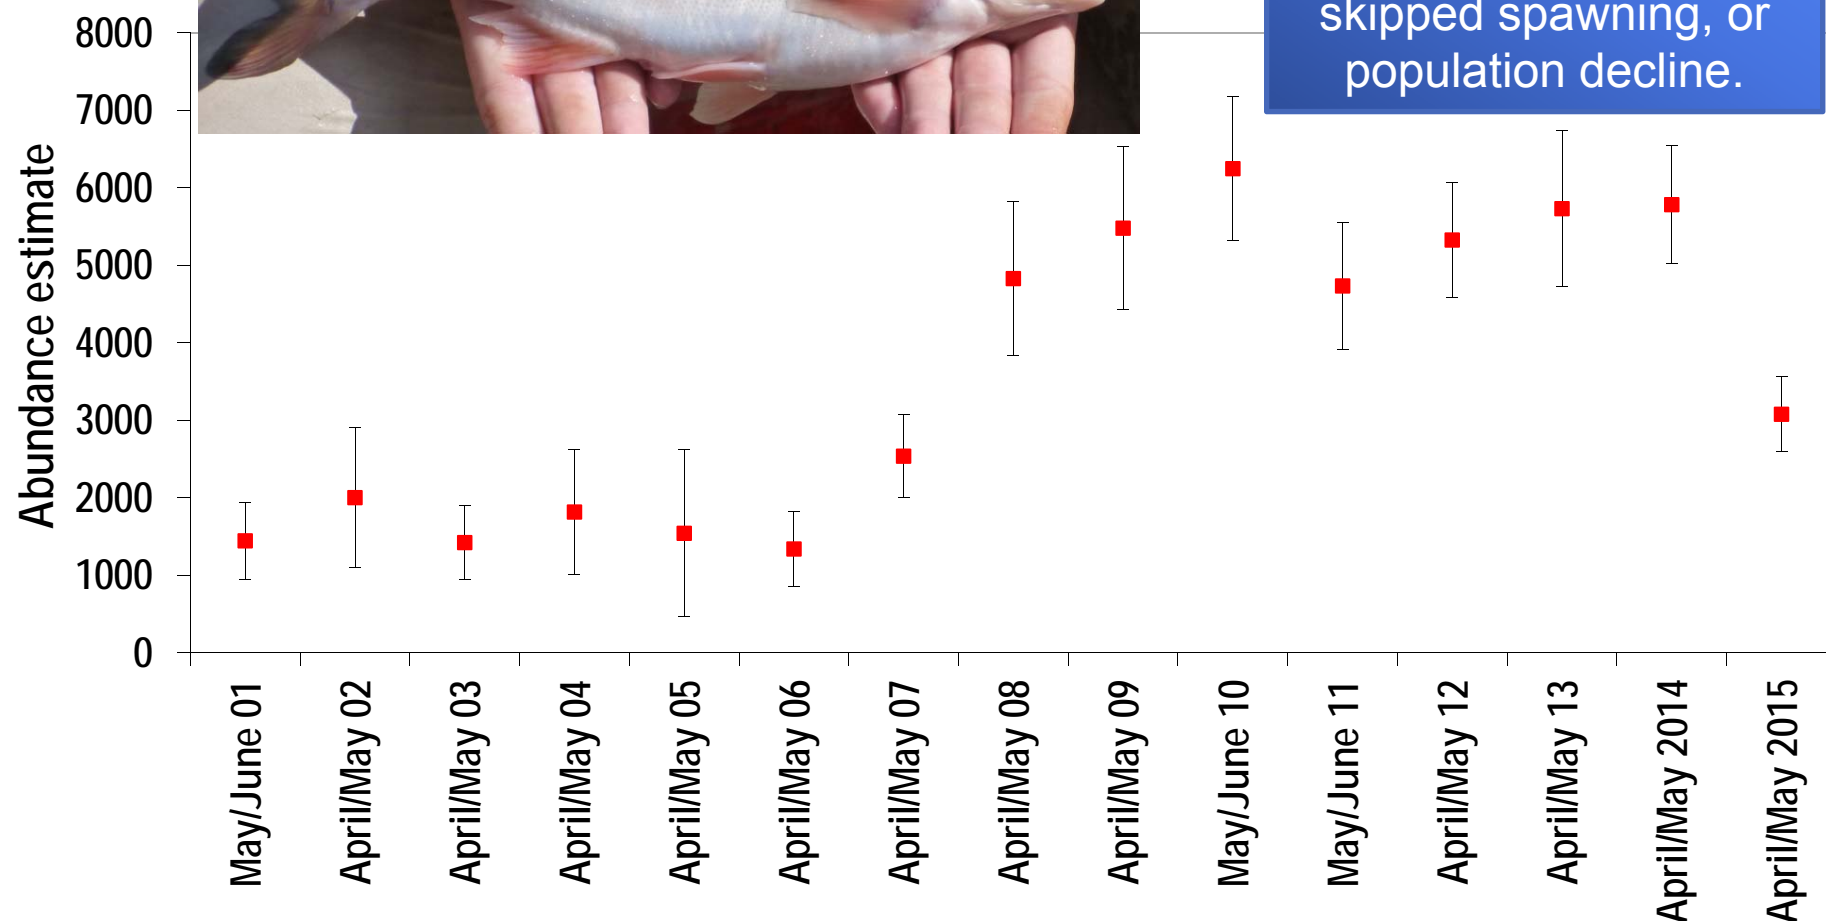 skipped spawning, or
population decline.
8000
7000
6000
5000
4000
3000
2000
1000
0
Abundance estimate
May/June 01
April/May 02
April/May 03
April/May 04
April/May 05
April/May 06
April/May 07
April/May 08
April/May 09
May/June 10
May/June 11
April/May 12
April/May 13
April/May 2014
April/May 2015